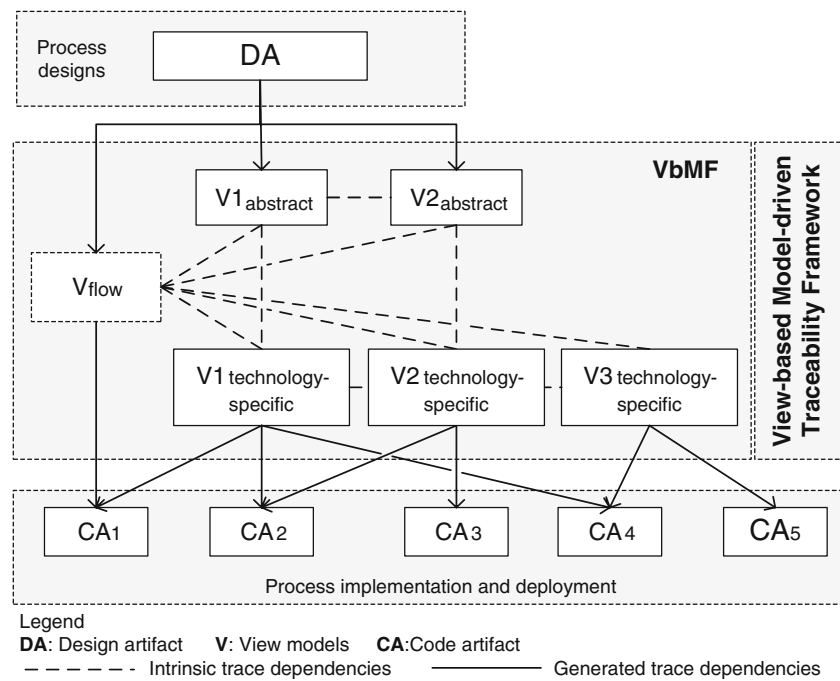 Process
designs
DA
VbMF
View-based Model-driven
Traceability Framework
V1abstract
V2abstract
Vflow
V1 technology-
specific
V2 technology-
specific
V3 technology-
specific
CA1
CA2
CA3
CA4
CA5
Process implementation and deployment
Legend
DA: Design artifact V: View models CA:Code artifact
Intrinsic trace dependencies Generated trace dependencies